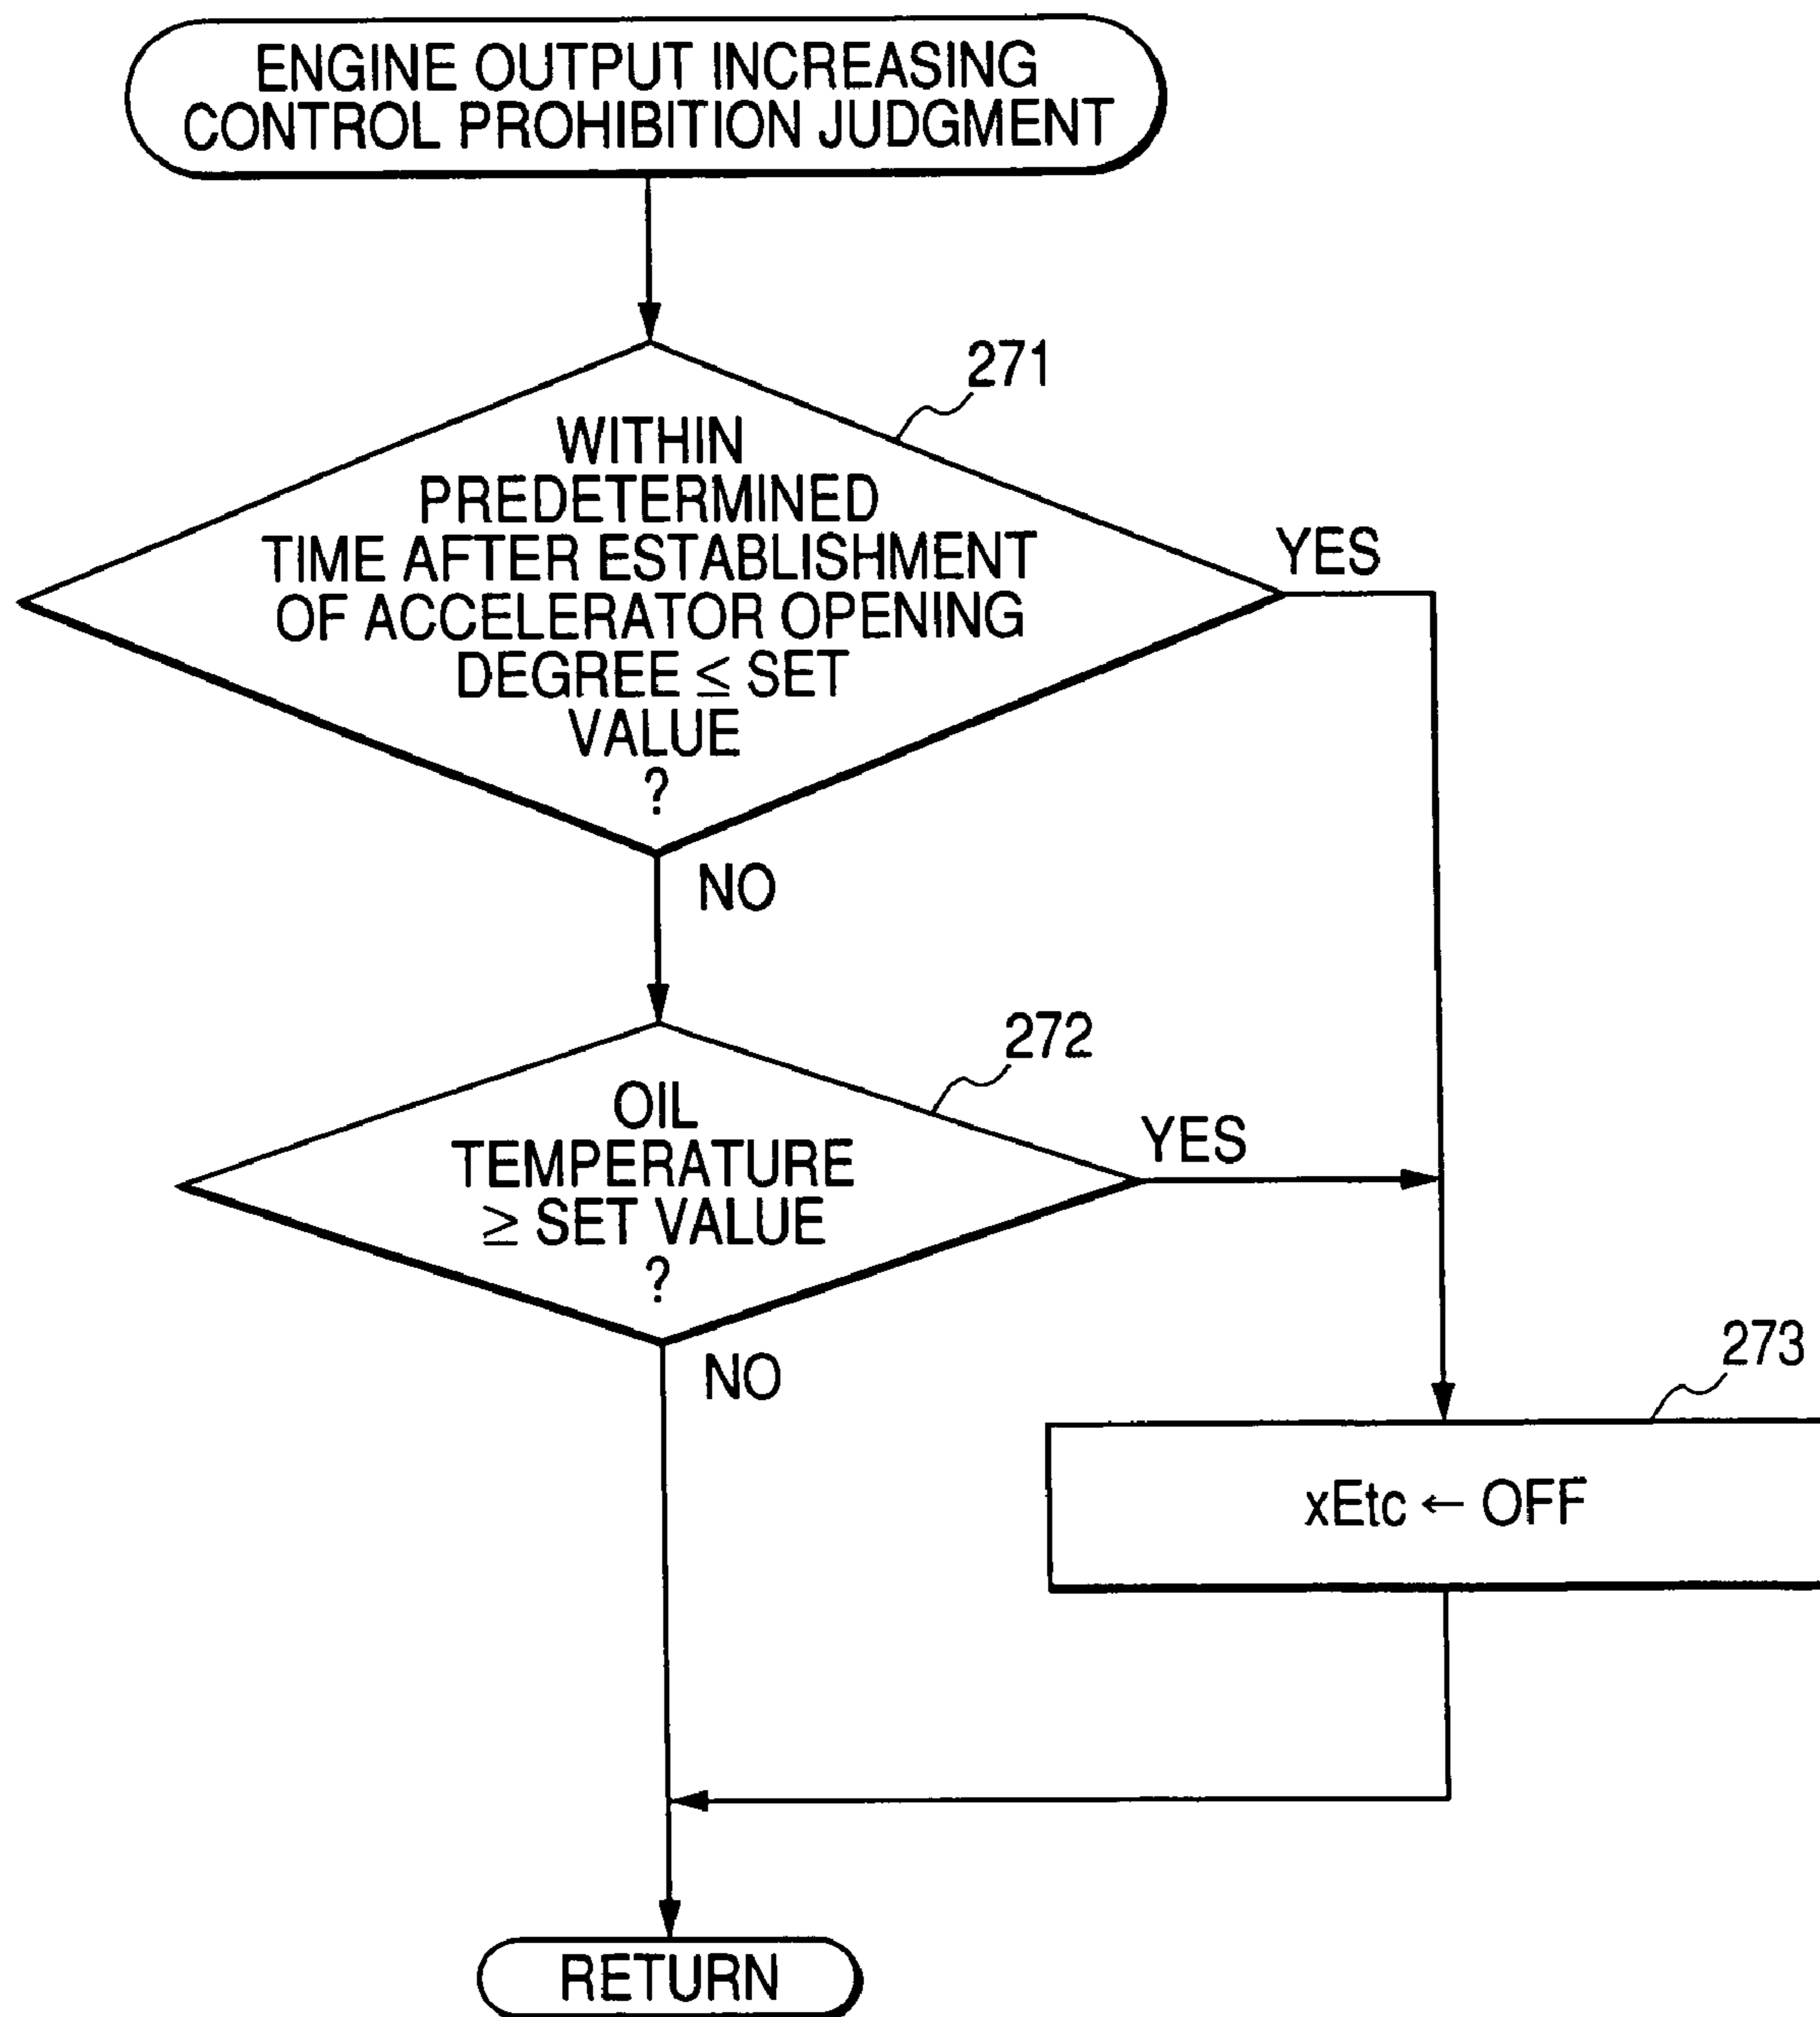 ENGINE OUTPUT INCREASING
CONTROL PROHIBITION JUDGMENT
271
WITHIN
PREDETERMINED
TIME AFTER ESTABLISHMENT
OF ACCELERATOR OPENING
DEGREE ≤ SET
VALUE
?
YES
NO
272
OIL
TEMPERATURE
≥ SET VALUE
?
YES
NO
273
xEtc ← OFF
RETURN